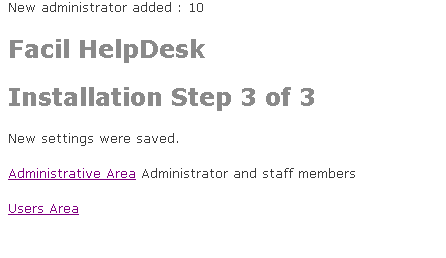 New administrator added : 10
Facil HelpDesk
Installation Step 3 of 3
New settings were saved.
Administrative Area Administrator and staff members
Users Area